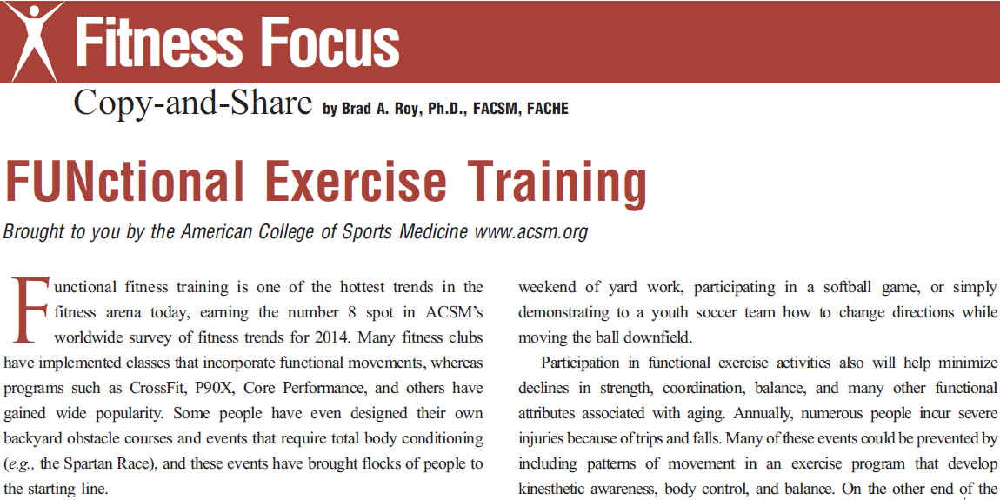 Fitness Focus
Copy-and-Share by Brad A. Roy, Ph.D., FACSM, FACHE
FUNctional Exercise Training
Brought to you by the American College of Sports Medicine www.acsm.org
Functional fitness training is one of the hottest trends in the
fitness arena today, earning the number 8 spot in ACSM's
worldwide survey of fitness trends for 2014. Many fitness clubs
have implemented classes that incorporate functional movements, whereas
programs such as CrossFit, P90X, Core Performance, and others have
gained wide popularity. Some people have even designed their own
backyard obstacle courses and events that require total body conditioning
(e.g., the Spartan Race), and these events have brought flocks of people to
the starting line.
weekend of yard work, participating in a softball game, or simply
demonstrating to a youth soccer team how to change directions while
moving the ball downfield.
Participation in functional exercise activities also will help minimize
declines in strength, coordination, balance, and many other functional
attributes associated with aging. Annually, numerous people incur severe
injuries because of trips and falls. Many of these events could be prevented by
including patterns of movement in an exercise program that develop
kinesthetic awareness, body control, and balance. On the other end of the